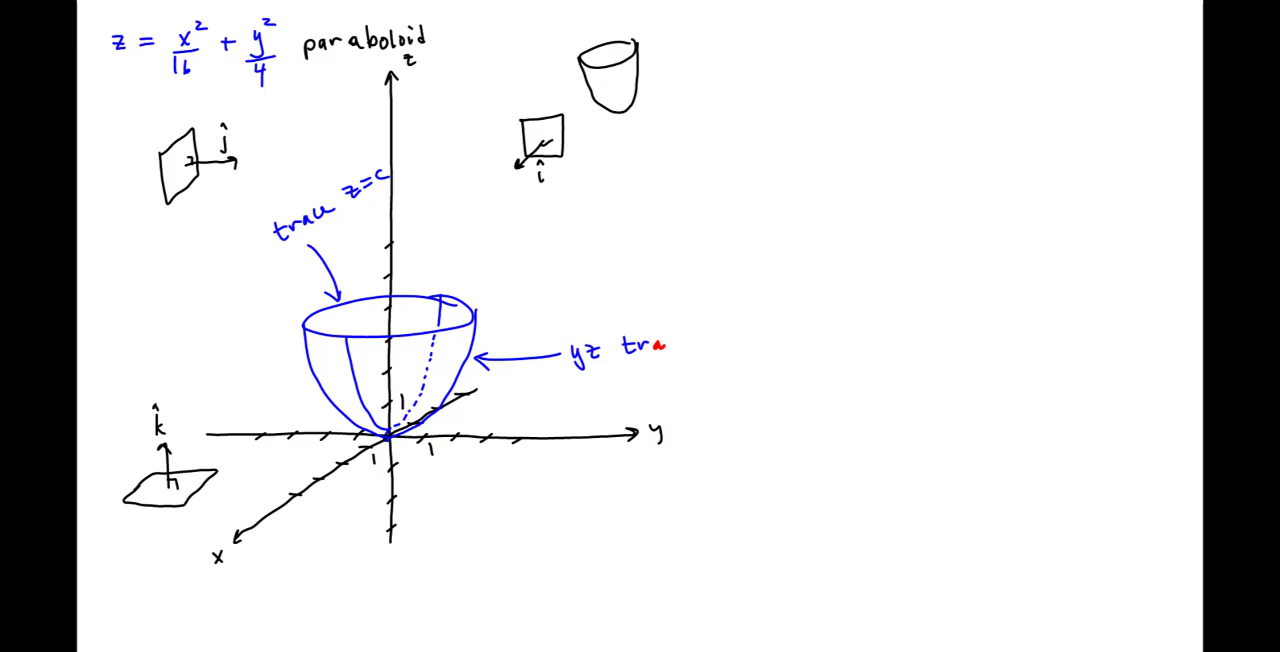 z = x²/16 + y²/4 paraboloid
z
ĵ
î
trace z=c
yz tra
1
k̂
y
1
1
x